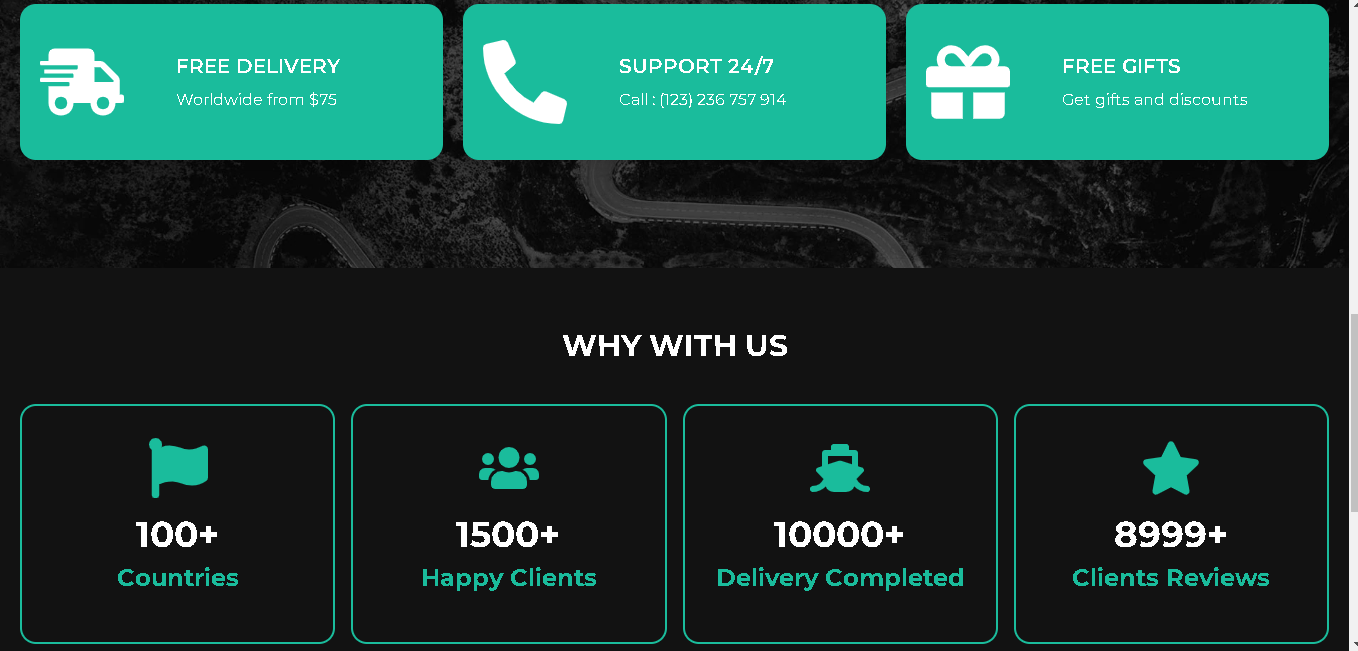 FREE DELIVERY
Worldwide from $75
SUPPORT 24/7
Call : (123) 236 757 914
FREE GIFTS
Get gifts and discounts
WHY WITH US
100+
Countries
1500+
Happy Clients
10000+
Delivery Completed
8999+
Clients Reviews